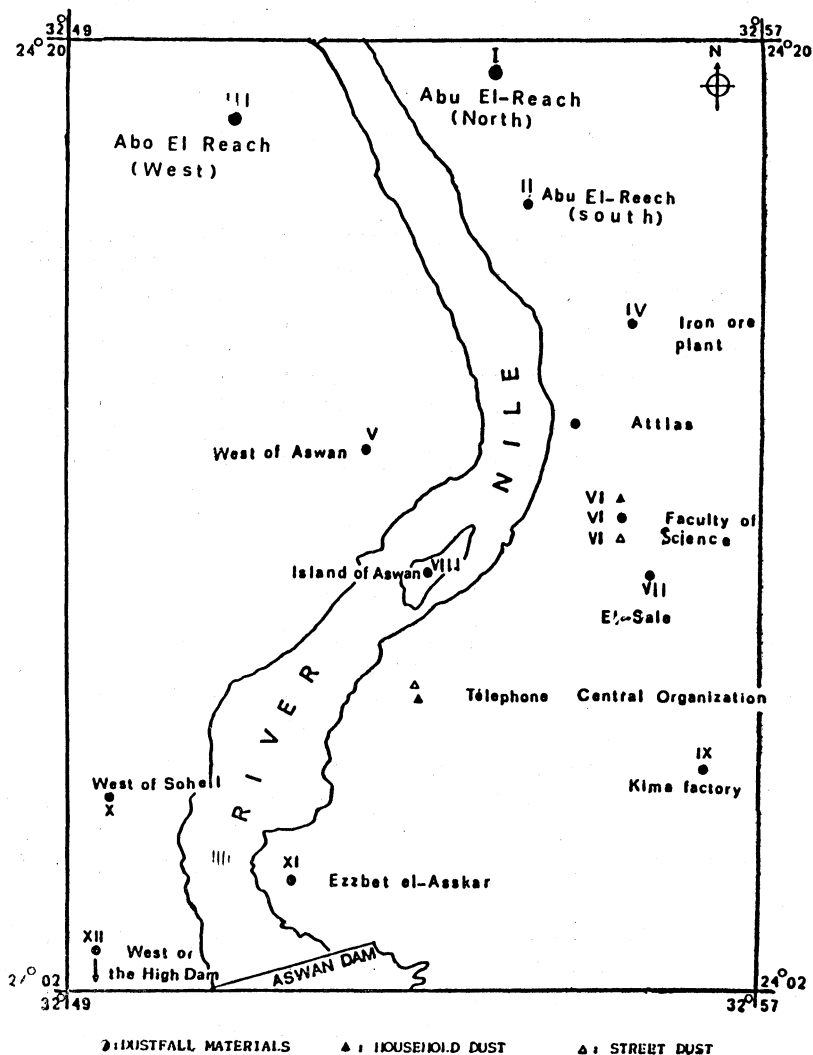 32°49
32°57
24°20
24°20
N
I
Abu El-Reach
(North)
III
Abo El Reach
(West)
II
Abu El-Reech
(south)
IV
Iron ore
plant
NILE
Attlas
V
West of Aswan
VI
VI
VI
Faculty of
Science
Island of Aswan
VIII
VII
El-Sale
RIVER
Télephone Central Organization
IX
Kima factory
West of Sohell
X
XI
Ezzbet el-Asskar
XII
West of
the High Dam
ASWAN DAM
02
24°02
32°49
32°57
: DUSTFALL MATERIALS
: HOUSEHOLD DUST
: STREET DUST